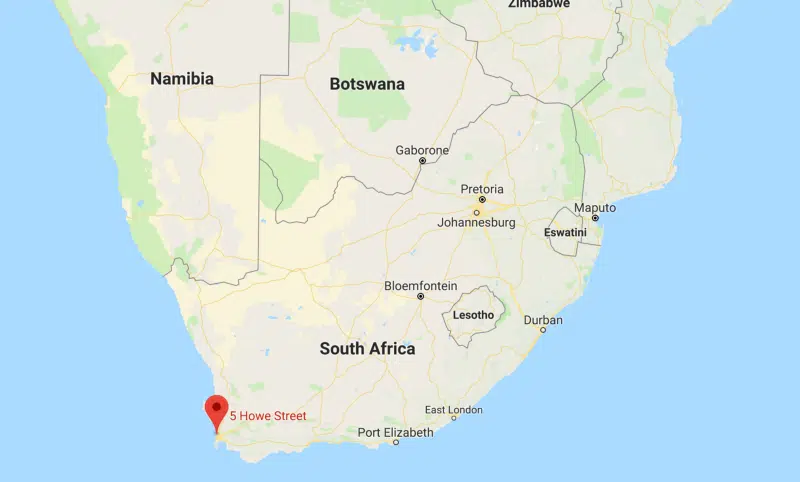 Zimbabwe
Namibia
Botswana
Gaborone
Pretoria
Johannesburg
Maputo
Eswatini
Bloemfontein
Lesotho
Durban
South Africa
5 Howe Street
East London
Port Elizabeth